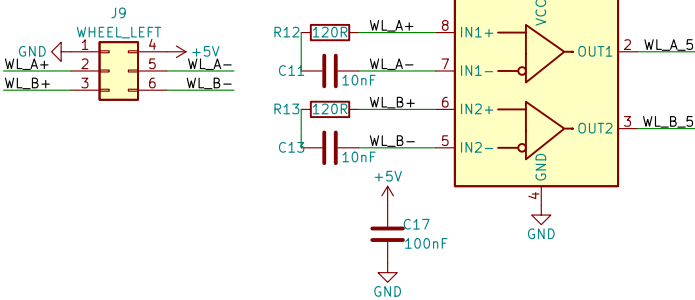 J9
WHEEL_LEFT
GND 1 4 +5V
WL_A+ 2 5 WL_A-
WL_B+ 3 6 WL_B-
R12 120R WL_A+ 8 IN1+
VCC
C11 10nF WL_A- 7 IN1-
OUT1 2 WL_A_5
R13 120R WL_B+ 6 IN2+
OUT2 3 WL_B_5
C13 10nF WL_B- 5 IN2-
GND
4
GND
+5V
C17
100nF
GND